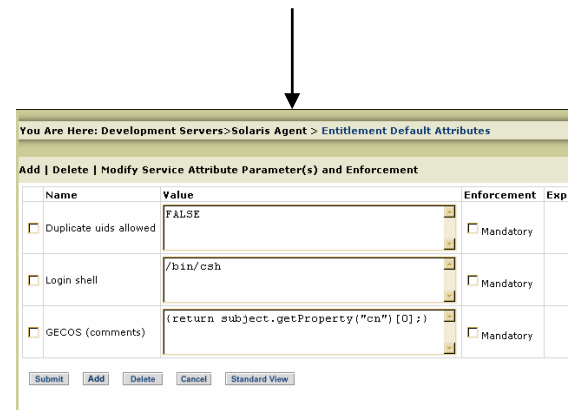 You Are Here: Development Servers>Solaris Agent > Entitlement Default Attributes
Add | Delete | Modify Service Attribute Parameter(s) and Enforcement
Name Value Enforcement Exp
Duplicate uids allowed FALSE Mandatory
Login shell /bin/csh Mandatory
GECOS (comments) {return subject.getProperty("cn")[0];} Mandatory
Submit Add Delete Cancel Standard View